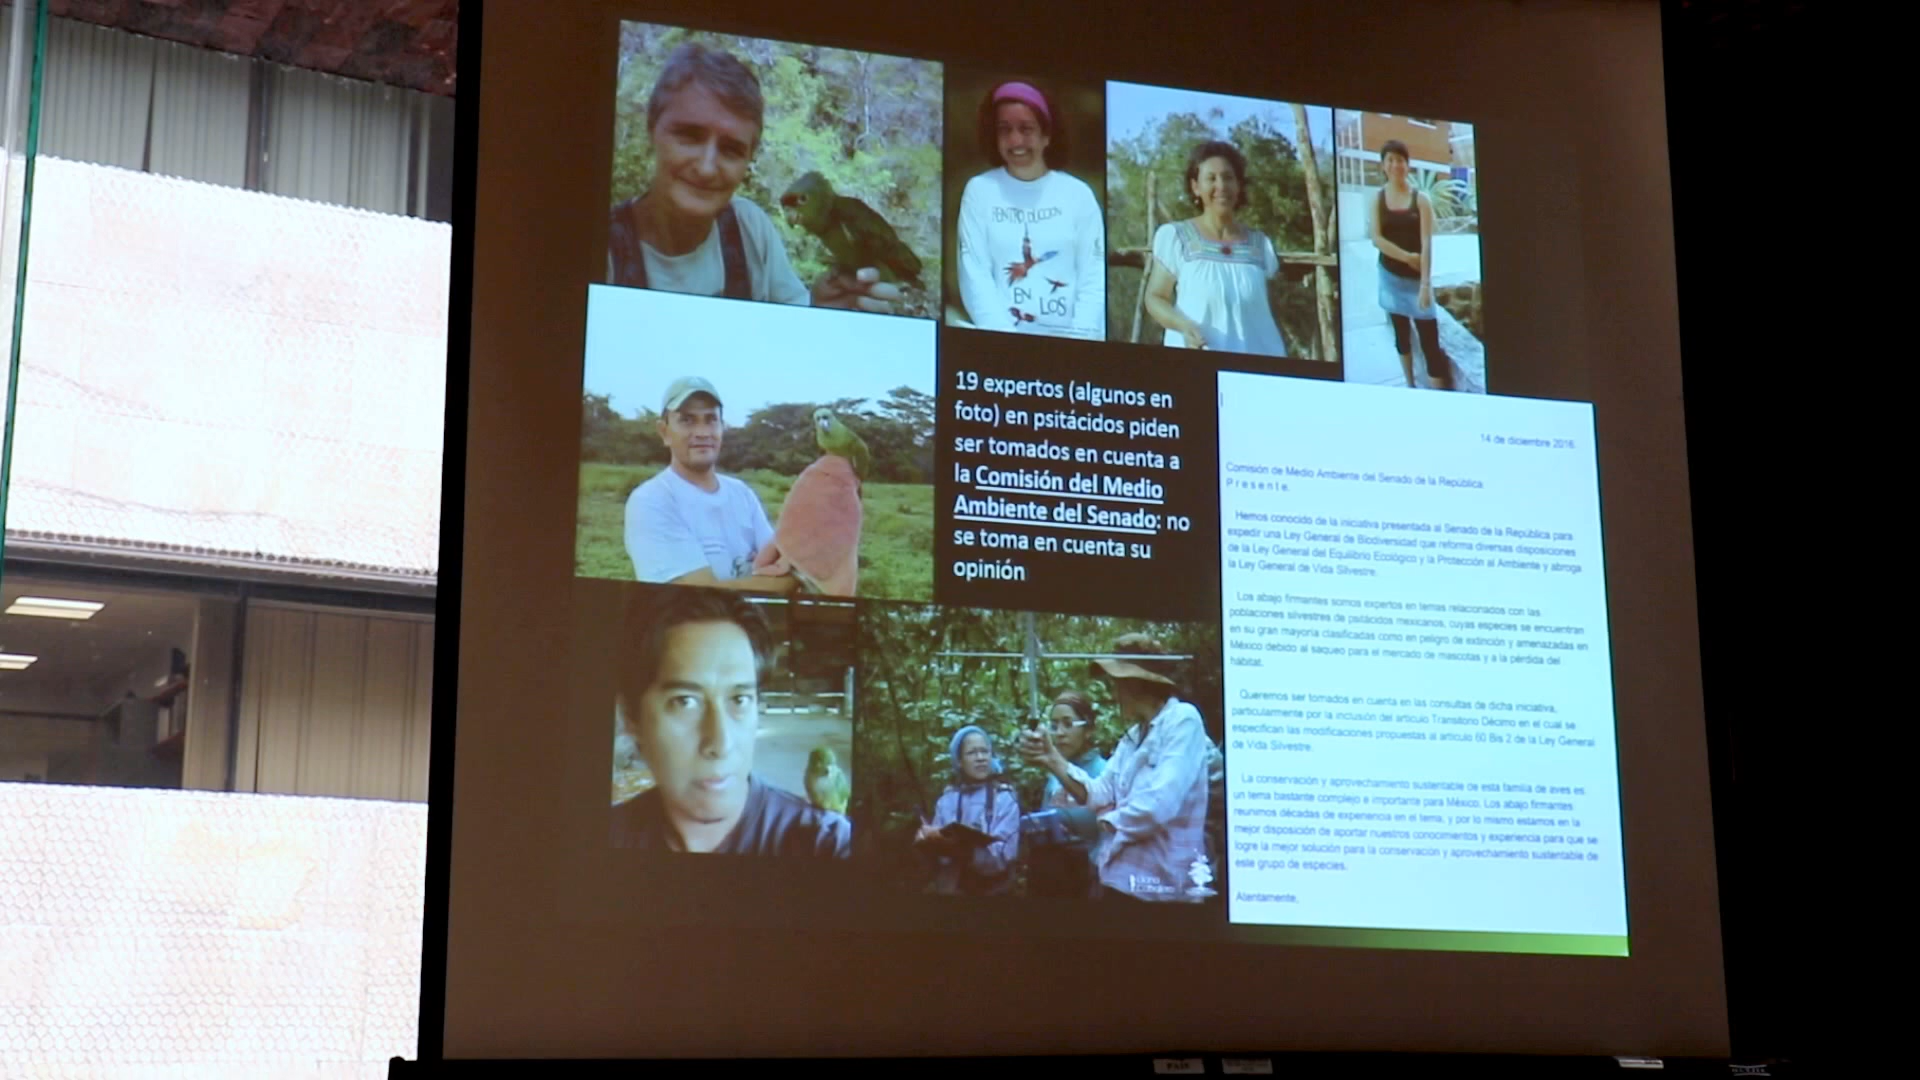 EN
LOS
19 expertos (algunos en
foto) en psitácidos piden
ser tomados en cuenta a
la Comisión del Medio
Ambiente del Senado: no
se toma en cuenta su
opinión
14 de diciembre 2016.
Comisión de Medio Ambiente del Senado de la República
P r e s e n t e.
Hemos conocido de la iniciativa presentada al Senado de la República para
expedir una Ley General de Biodiversidad que reforma diversas disposiciones
de la Ley General del Equilibrio Ecológico y la Protección al Ambiente y abroga
la Ley General de Vida Silvestre.
Los abajo firmantes somos expertos en temas relacionados con las
poblaciones silvestres de psitácidos mexicanos, cuyas especies se encuentran
en su gran mayoría clasificadas como en peligro de extinción y amenazadas en
México debido al saqueo para el mercado de mascotas y a la pérdida del
hábitat.
Queremos ser tomados en cuenta en las consultas de dicha iniciativa,
particularmente por la inclusión del artículo Transitorio Décimo en el cual se
especifican las modificaciones propuestas al artículo 60 Bis 2 de la Ley General
de Vida Silvestre.
La conservación y aprovechamiento sustentable de esta familia de aves es
un tema bastante complejo e importante para México. Los abajo firmantes
reunimos décadas de experiencia en el tema, y por lo mismo estamos en la
mejor disposición de aportar nuestros conocimientos y experiencia para que se
logre la mejor solución para la conservación y aprovechamiento sustentable de
este grupo de especies.
Atentamente,